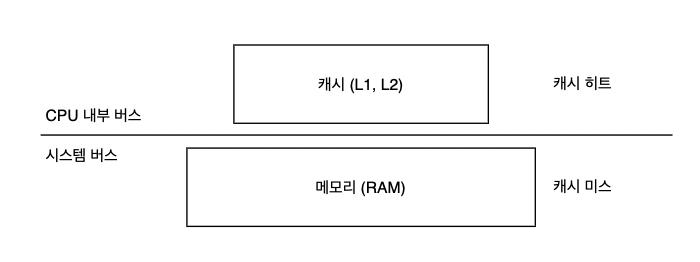 캐시 (L1, L2)
캐시 히트
CPU 내부 버스
시스템 버스
메모리 (RAM)
캐시 미스